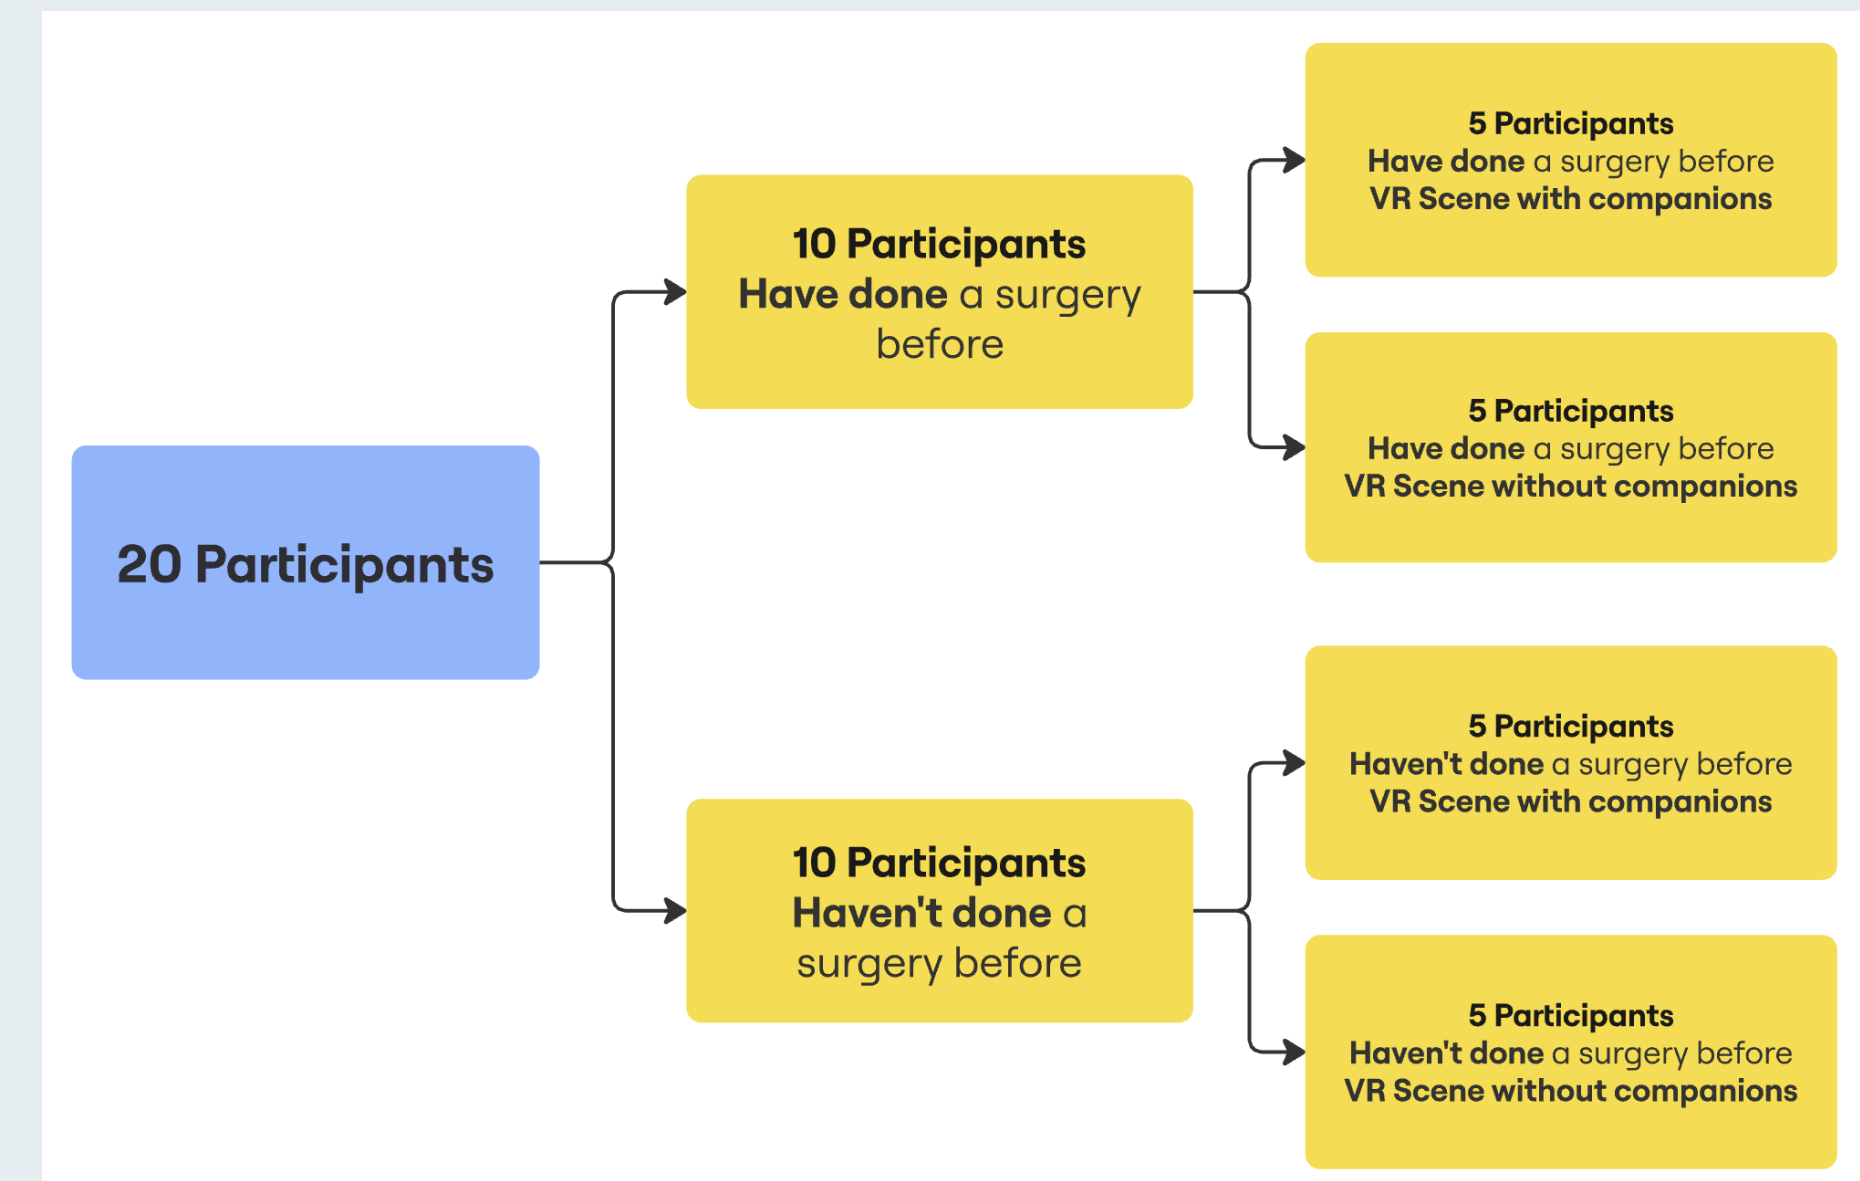 20 Participants
10 Participants
Have done a surgery
before
10 Participants
Haven't done a
surgery before
5 Participants
Have done a surgery before
VR Scene with companions
5 Participants
Have done a surgery before
VR Scene without companions
5 Participants
Haven't done a surgery before
VR Scene with companions
5 Participants
Haven't done a surgery before
VR Scene without companions